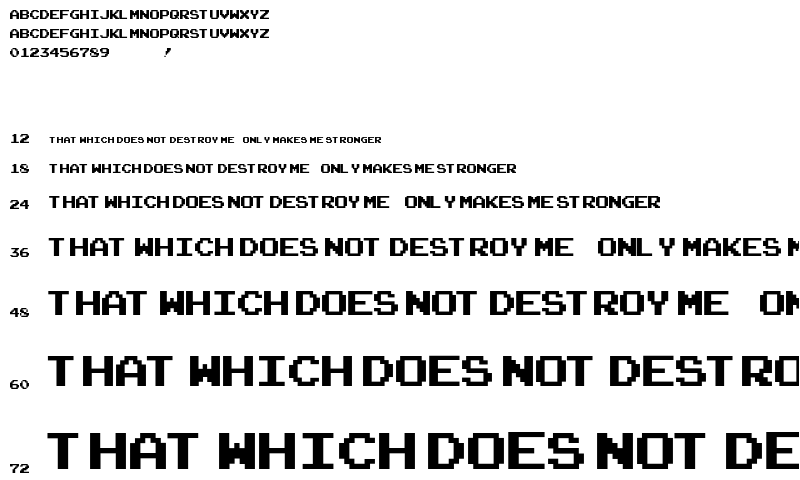 ABCDEFGHIJKLMNOPQRSTUVWXYZ
ABCDEFGHIJKLMNOPQRSTUVWXYZ
0123456789 !
12 THAT WHICH DOES NOT DESTROY ME ONLY MAKES ME STRONGER
18 THAT WHICH DOES NOT DESTROY ME ONLY MAKES ME STRONGER
24 THAT WHICH DOES NOT DESTROY ME ONLY MAKES ME STRONGER
36 THAT WHICH DOES NOT DESTROY ME ONLY MAKES M
48 THAT WHICH DOES NOT DESTROY ME ON
60 THAT WHICH DOES NOT DESTRO
72 THAT WHICH DOES NOT DE